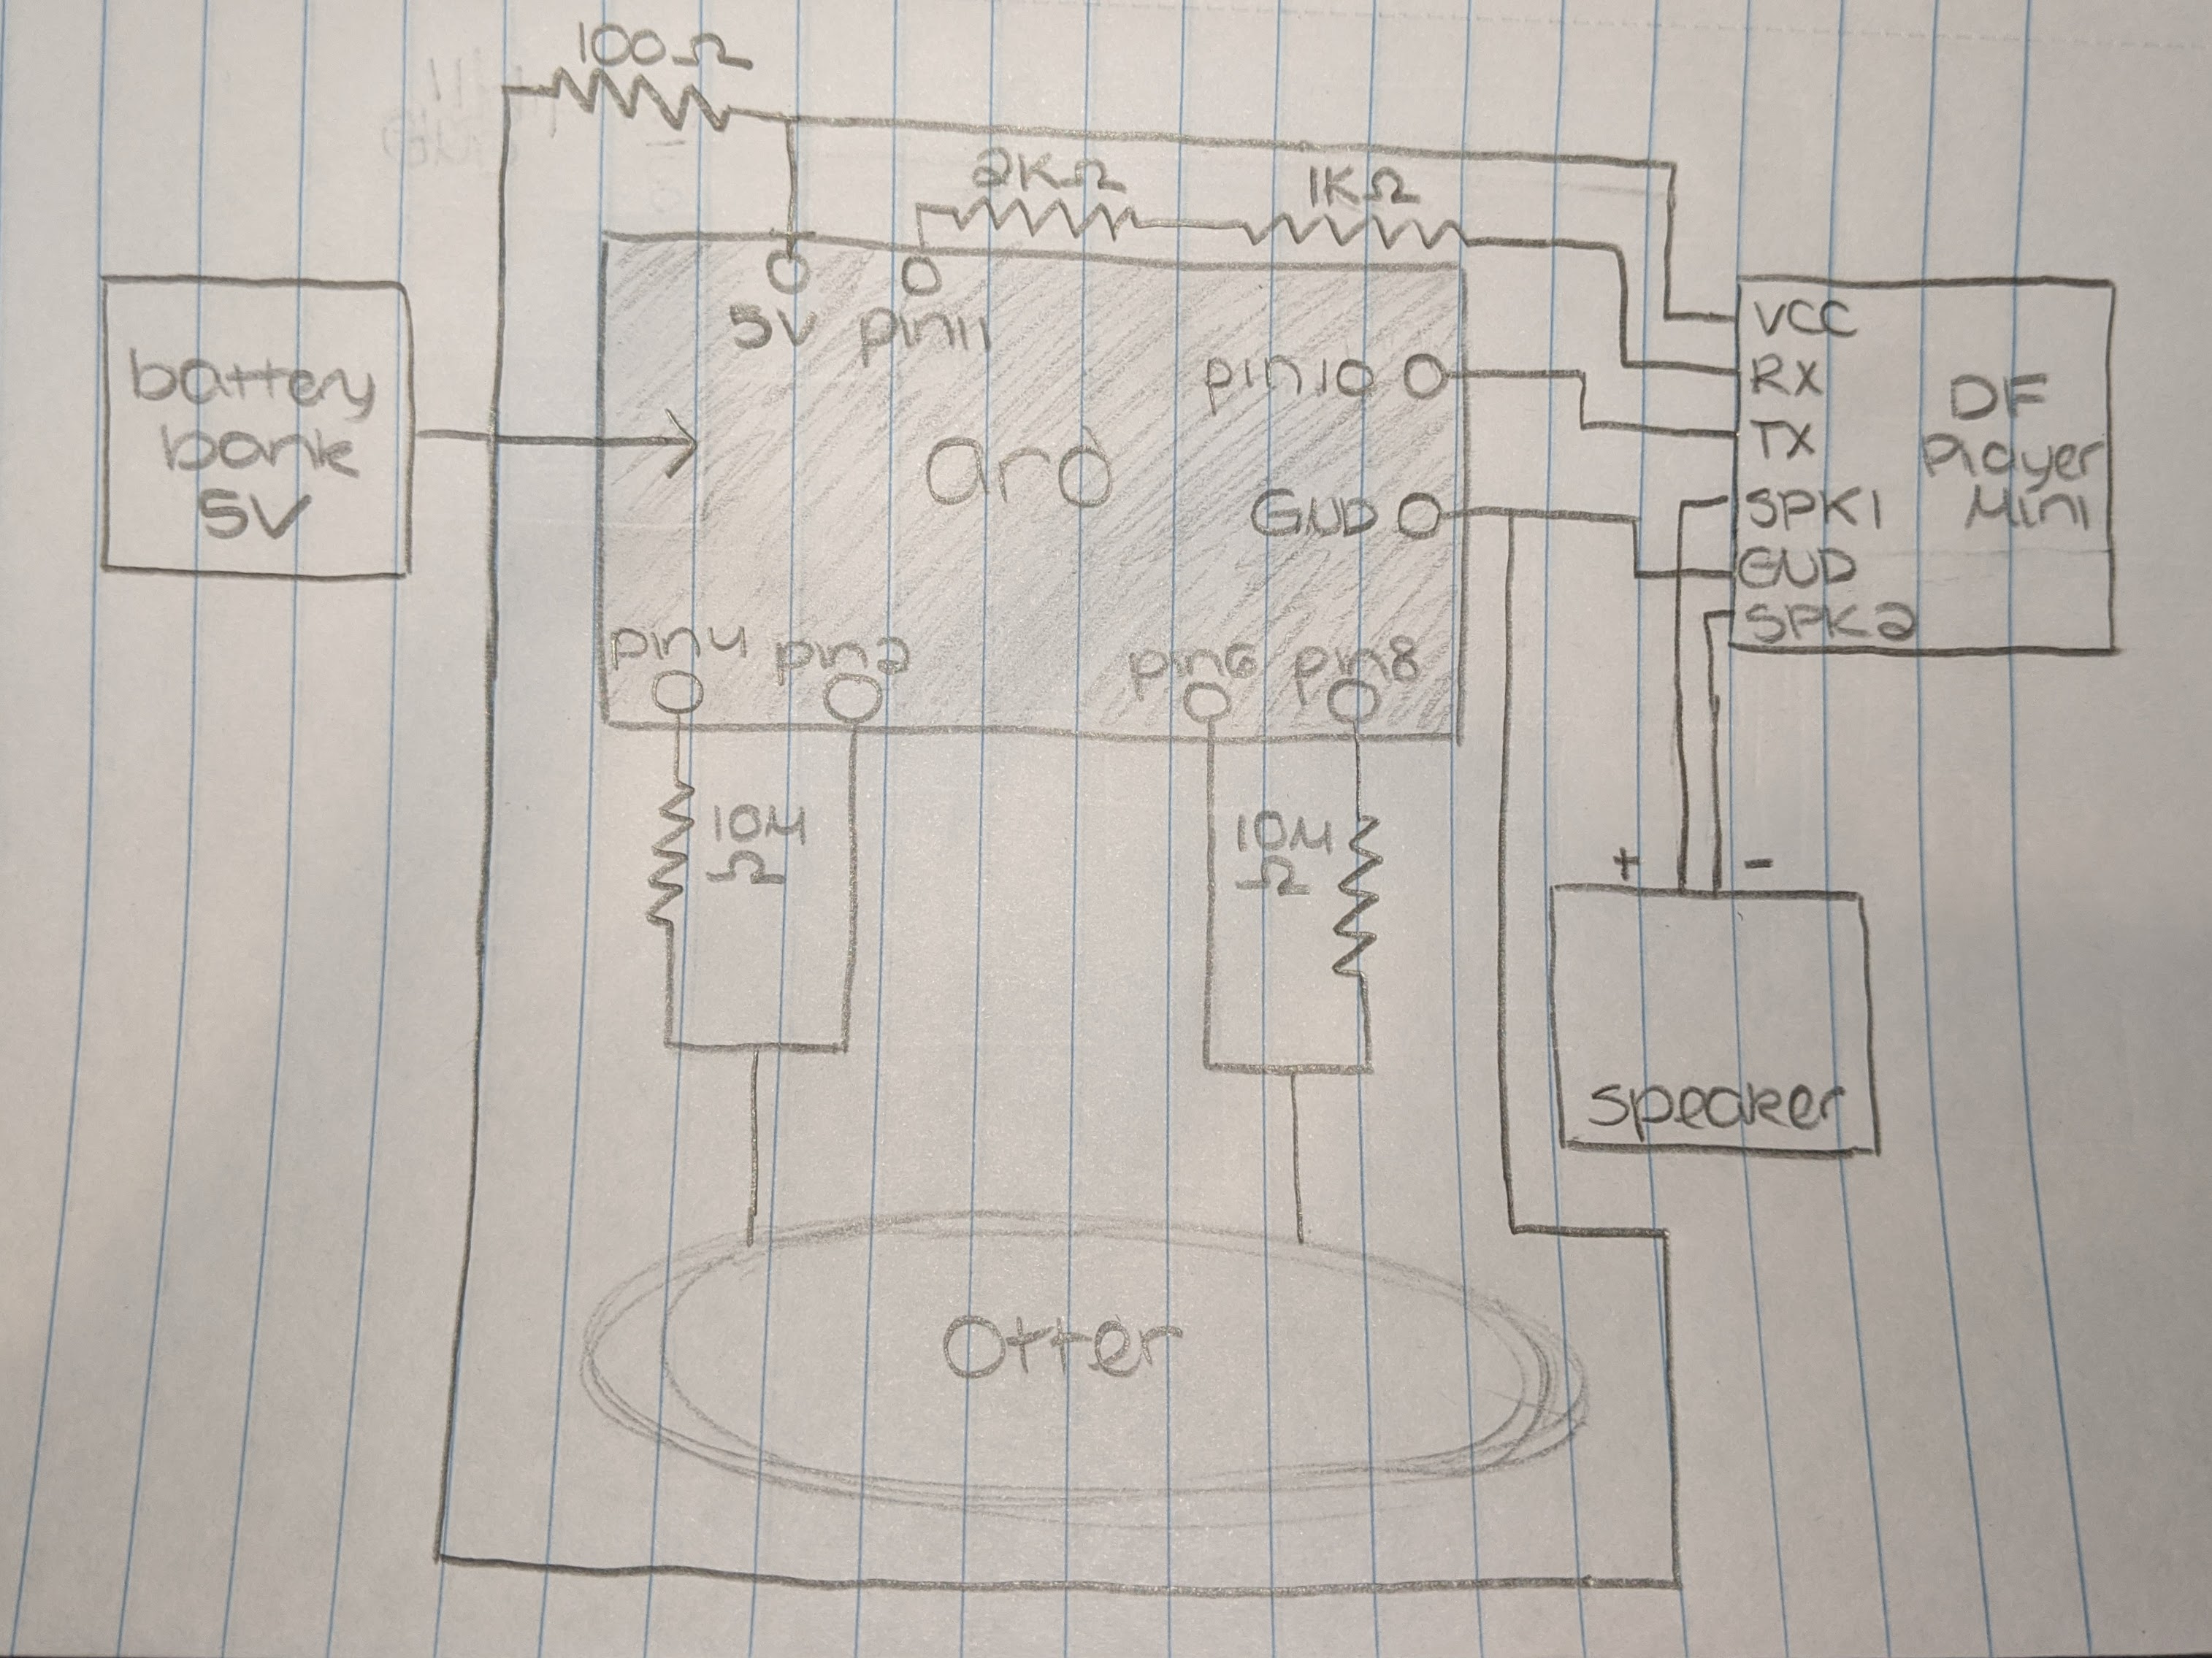 100Ω
2KΩ
1KΩ
battery
bank
5V
5V
pin11
pin10
ard
GND
pin4
pin2
pin6
pin8
VCC
RX
TX
SPK1
GND
SPK2
DF
Player
Mini
10M
Ω
10M
Ω
+
-
speaker
Otter